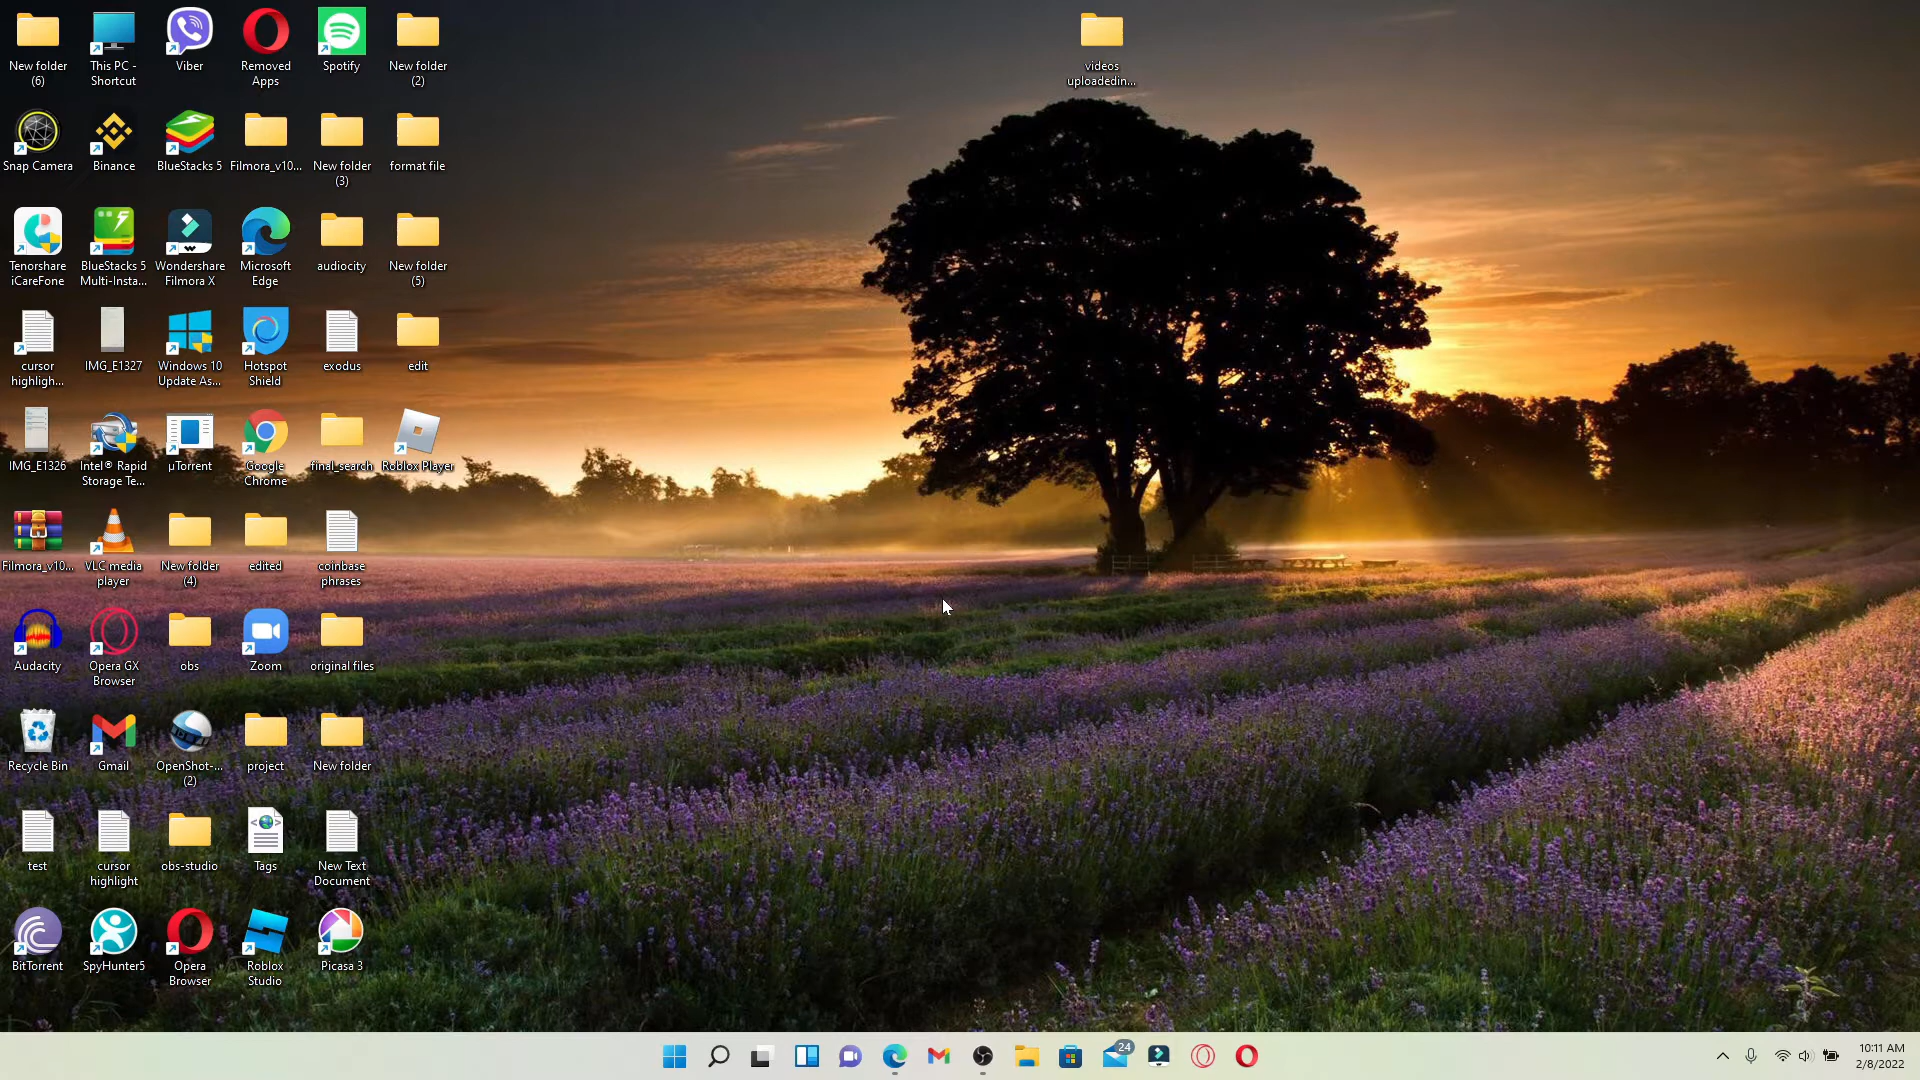 New folder
(6)
This PC -
Shortcut
Viber
Removed
Apps
Spotify
New folder
(2)
videos
uploadedin...
Snap Camera
Binance
BlueStacks 5
Filmora_v10...
New folder
(3)
format file
Tenorshare
iCareFone
BlueStacks 5
Multi-Insta...
Wondershare
Filmora X
Microsoft
Edge
audiocity
New folder
(5)
cursor
highligh...
IMG_E1327
Windows 10
Update As...
Hotspot
Shield
exodus
edit
IMG_E1326
Intel® Rapid
Storage Te...
µTorrent
Google
Chrome
final_search
Roblox Player
Filmora_v10...
VLC media
player
New folder
(4)
edited
coinbase
phrases
Audacity
Opera GX
Browser
obs
Zoom
original files
Recycle Bin
Gmail
OpenShot-...
(2)
project
New folder
test
cursor
highlight
obs-studio
Tags
New Text
Document
BitTorrent
SpyHunter5
Opera
Browser
Roblox
Studio
Picasa 3
24
10:11 AM
2/8/2022